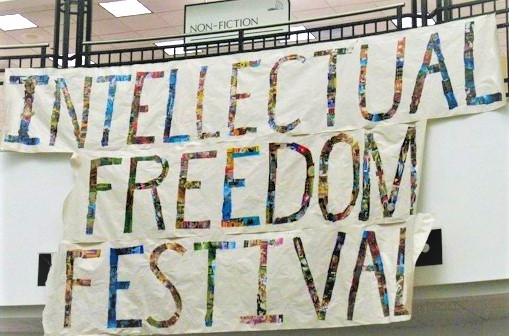 NON-FICTION
INTELLECTUAL
FREEDOM
FESTIVAL